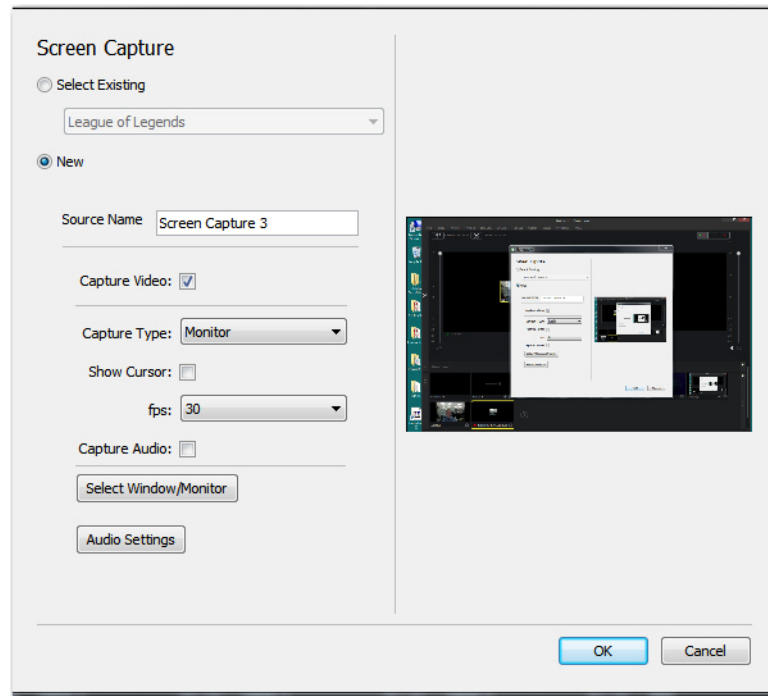 Screen Capture
Select Existing
League of Legends
New
Source Name Screen Capture 3
Capture Video:
Capture Type: Monitor
Show Cursor:
fps: 30
Capture Audio:
Select Window/Monitor
Audio Settings
OK Cancel